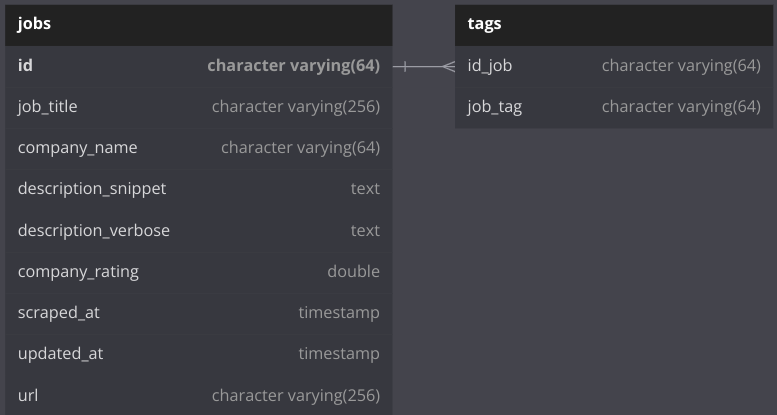 jobs
id character varying(64)
job_title character varying(256)
company_name character varying(64)
description_snippet text
description_verbose text
company_rating double
scraped_at timestamp
updated_at timestamp
url character varying(256)
tags
id_job character varying(64)
job_tag character varying(64)